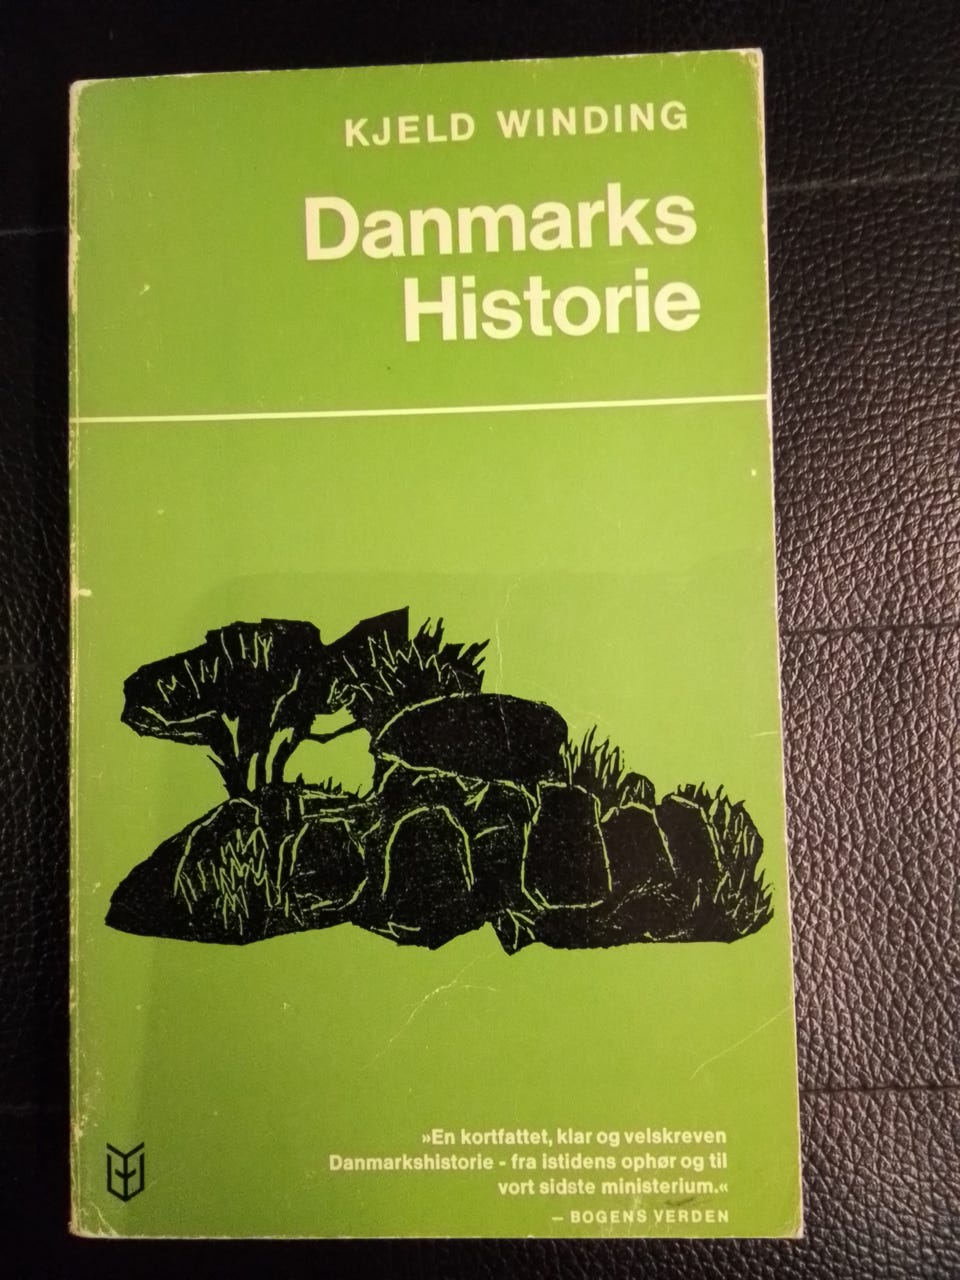 KJELD WINDING
Danmarks
Historie
»En kortfattet, klar og velskreven
Danmarkshistorie - fra istidens ophør og til
vort sidste ministerium.«
— BOGENS VERDEN